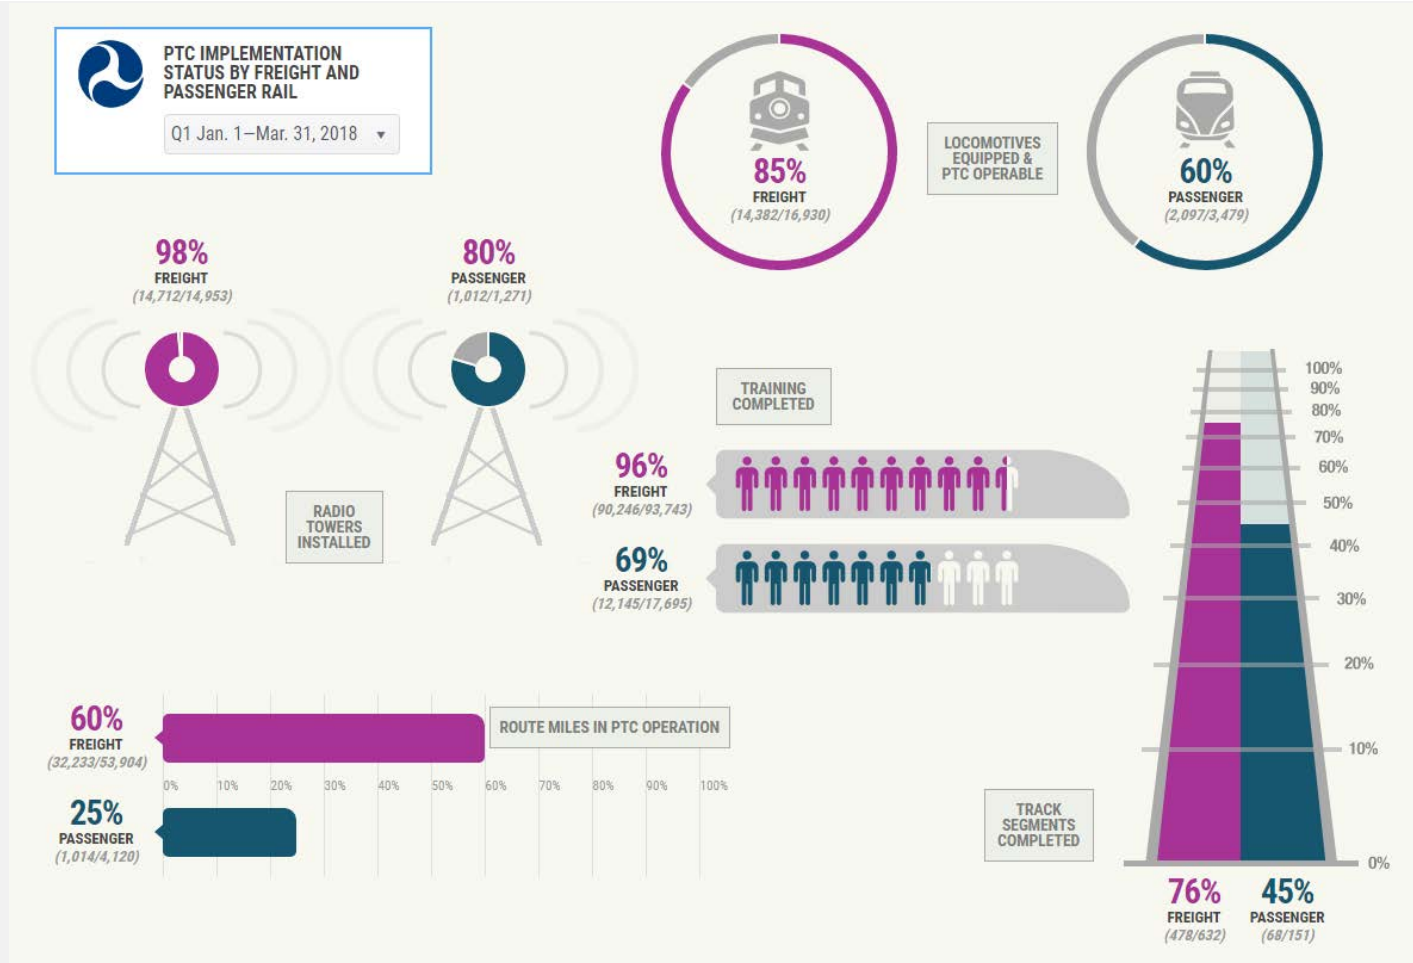 PTC IMPLEMENTATION
STATUS BY FREIGHT AND
PASSENGER RAIL
Q1 Jan. 1—Mar. 31, 2018
85%
FREIGHT
(14,382/16,930)
LOCOMOTIVES
EQUIPPED &
PTC OPERABLE
60%
PASSENGER
(2,097/3,479)
98%
FREIGHT
(14,712/14,953)
80%
PASSENGER
(1,012/1,271)
RADIO
TOWERS
INSTALLED
TRAINING
COMPLETED
96%
FREIGHT
(90,246/93,743)
69%
PASSENGER
(12,145/17,695)
100%
90%
80%
70%
60%
50%
40%
30%
20%
10%
0%
TRACK
SEGMENTS
COMPLETED
76%
FREIGHT
(478/632)
45%
PASSENGER
(68/151)
60%
FREIGHT
(32,233/53,904)
ROUTE MILES IN PTC OPERATION
0% 10% 20% 30% 40% 50% 60% 70% 80% 90% 100%
25%
PASSENGER
(1,014/4,120)